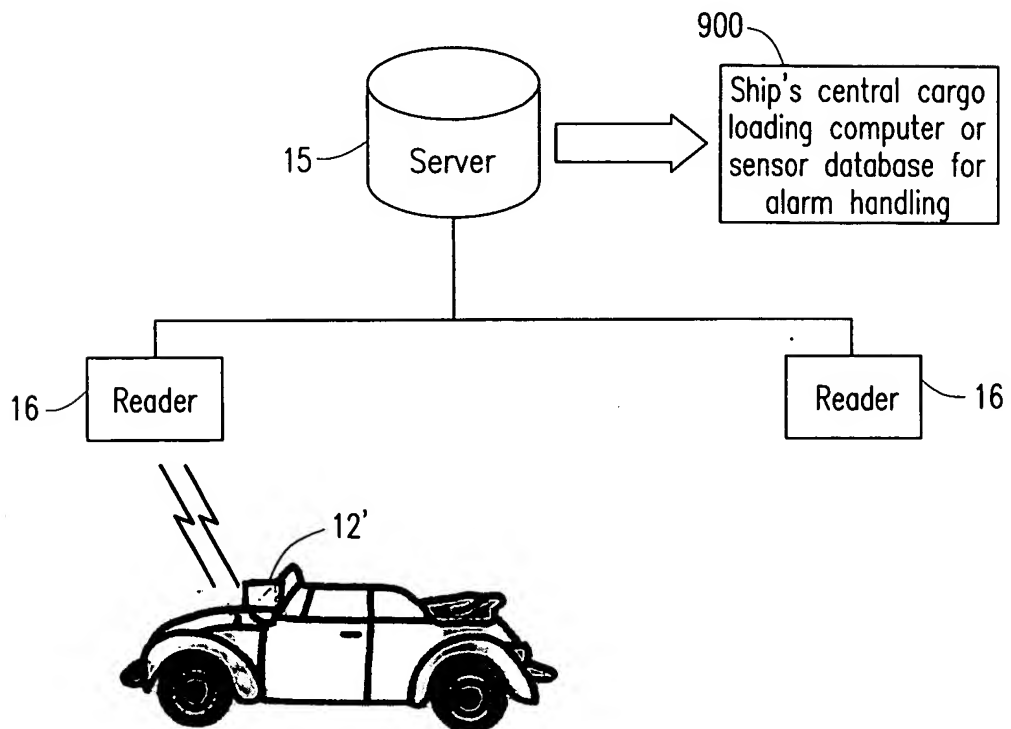 900
Ship's central cargo
loading computer or
sensor database for
alarm handling
15
Server
16
Reader
Reader
16
12'